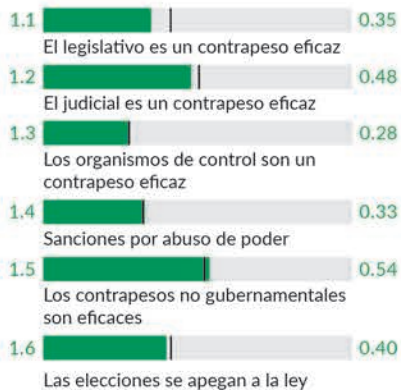 1.1 0.35
El legislativo es un contrapeso eficaz
1.2 0.48
El judicial es un contrapeso eficaz
1.3 0.28
Los organismos de control son un
contrapeso eficaz
1.4 0.33
Sanciones por abuso de poder
1.5 0.54
Los contrapesos no gubernamentales
son eficaces
1.6 0.40
Las elecciones se apegan a la ley